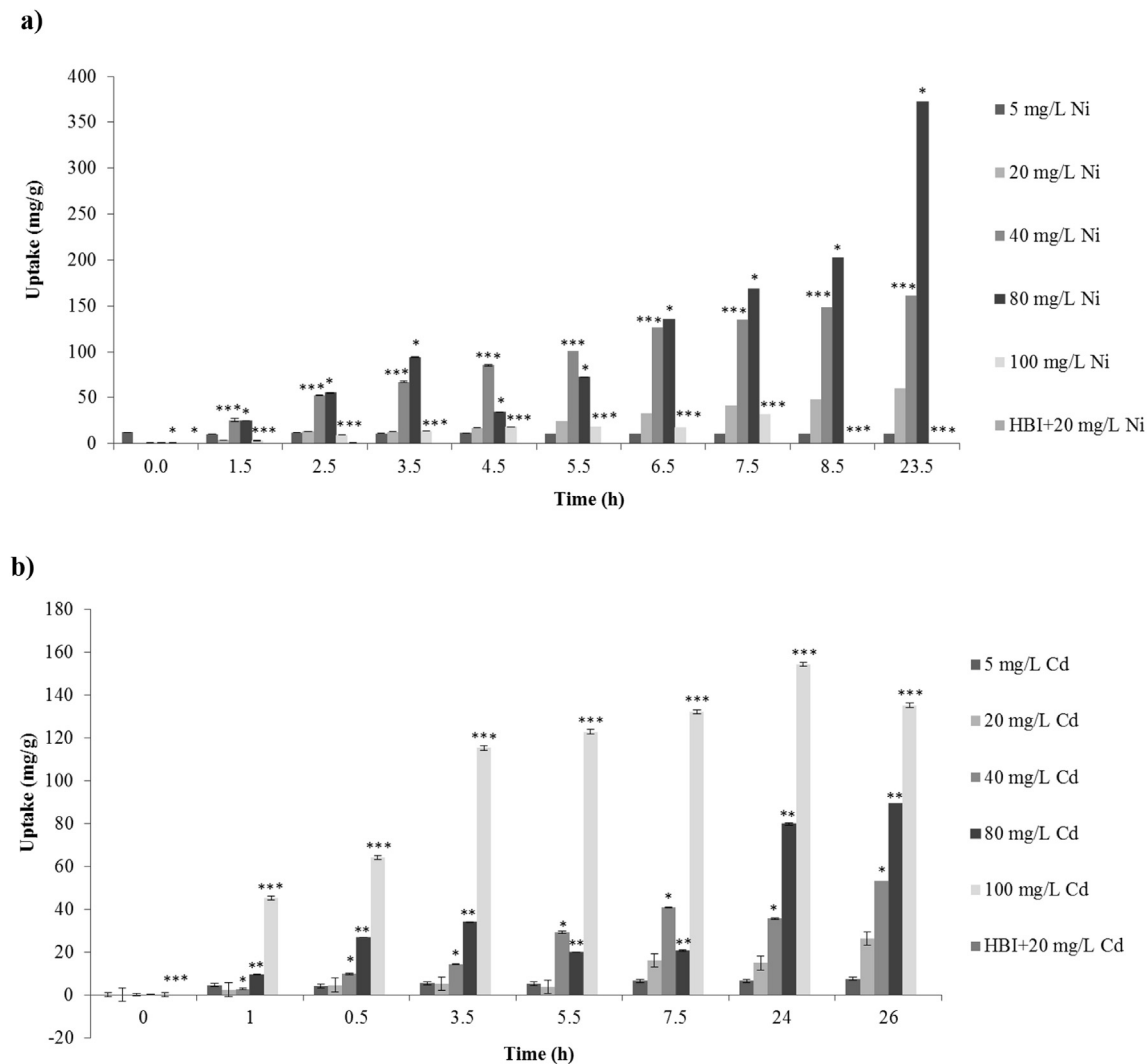 a)
400
350
300
250
200
150
100
50
0
Uptake (mg/g)
* *
*** * ***
*** * ***
*** * ***
*** * ***
*** * ***
*** * ***
*** * ***
*** * ***
*** * ***
0.0 1.5 2.5 3.5 4.5 5.5 6.5 7.5 8.5 23.5
Time (h)
5 mg/L Ni
20 mg/L Ni
40 mg/L Ni
80 mg/L Ni
100 mg/L Ni
HBI+20 mg/L Ni
b)
180
160
140
120
100
80
60
40
20
0
-20
Uptake (mg/g)
***
* ** ***
* ** ***
* ** ***
* ** ***
* ** ***
* ** ***
* ** ***
0 1 0.5 3.5 5.5 7.5 24 26
Time (h)
5 mg/L Cd
20 mg/L Cd
40 mg/L Cd
80 mg/L Cd
100 mg/L Cd
HBI+20 mg/L Cd